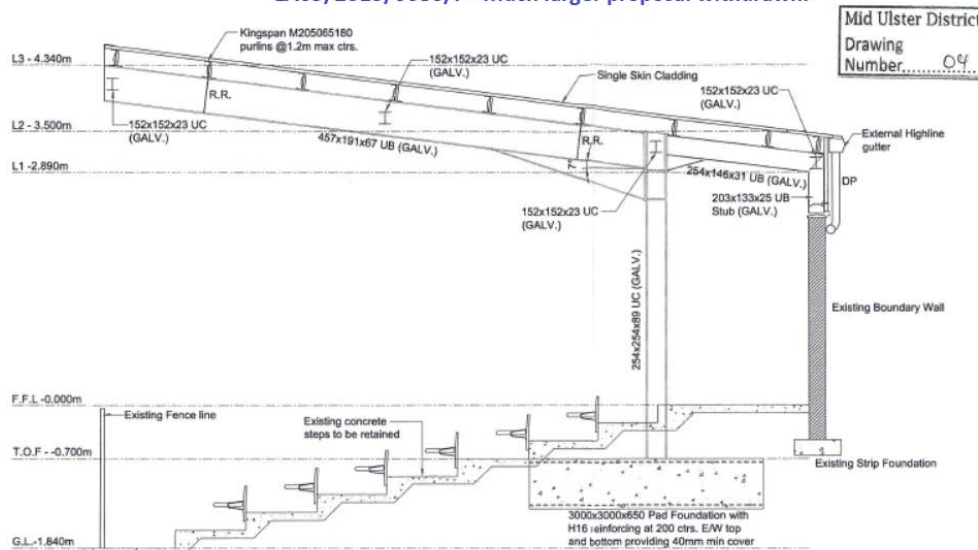 Mid Ulster District
Drawing
Number.......... 04
Kingspan M205065180
purlins @1.2m max ctrs.
L3 - 4.340m
152x152x23 UC
(GALV.)
Single Skin Cladding
152x152x23 UC
(GALV.)
R.R.
152x152x23 UC
(GALV.)
L2 - 3.500m
457x191x67 UB (GALV.)
R.R.
External Highline
gutter
L1 -2.890m
254x146x31 UB (GALV.)
DP
203x133x25 UB
Stub (GALV.)
152x152x23 UC
(GALV.)
254x254x89 UC (GALV.)
Existing Boundary Wall
F.F.L -0.000m
Existing Fence line
Existing concrete
steps to be retained
T.O.F - -0.700m
Existing Strip Foundation
3000x3000x650 Pad Foundation with
H16 reinforcing at 200 ctrs. E/W top
and bottom providing 40mm min cover
G.L.-1.840m